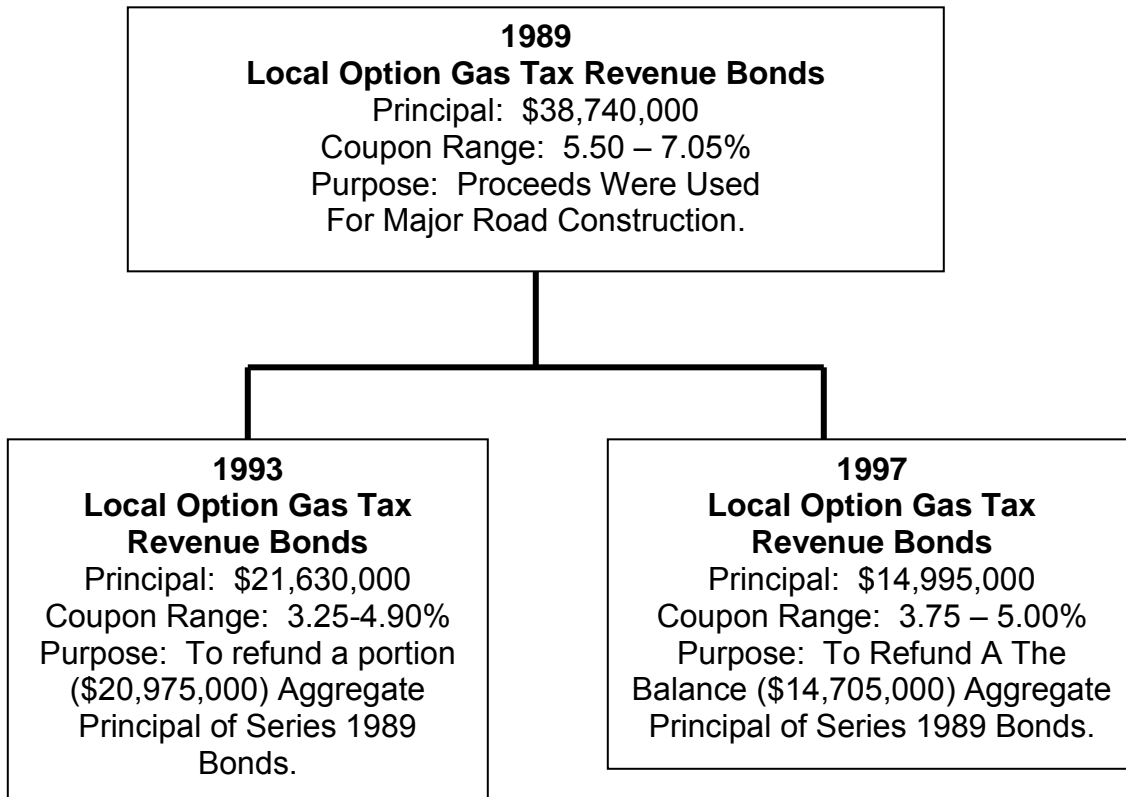 1989
Local Option Gas Tax Revenue Bonds
Principal: $38,740,000
Coupon Range: 5.50 – 7.05%
Purpose: Proceeds Were Used
For Major Road Construction.
1993
Local Option Gas Tax
Revenue Bonds
Principal: $21,630,000
Coupon Range: 3.25-4.90%
Purpose: To refund a portion
($20,975,000) Aggregate
Principal of Series 1989
Bonds.
1997
Local Option Gas Tax
Revenue Bonds
Principal: $14,995,000
Coupon Range: 3.75 – 5.00%
Purpose: To Refund A The
Balance ($14,705,000) Aggregate
Principal of Series 1989 Bonds.